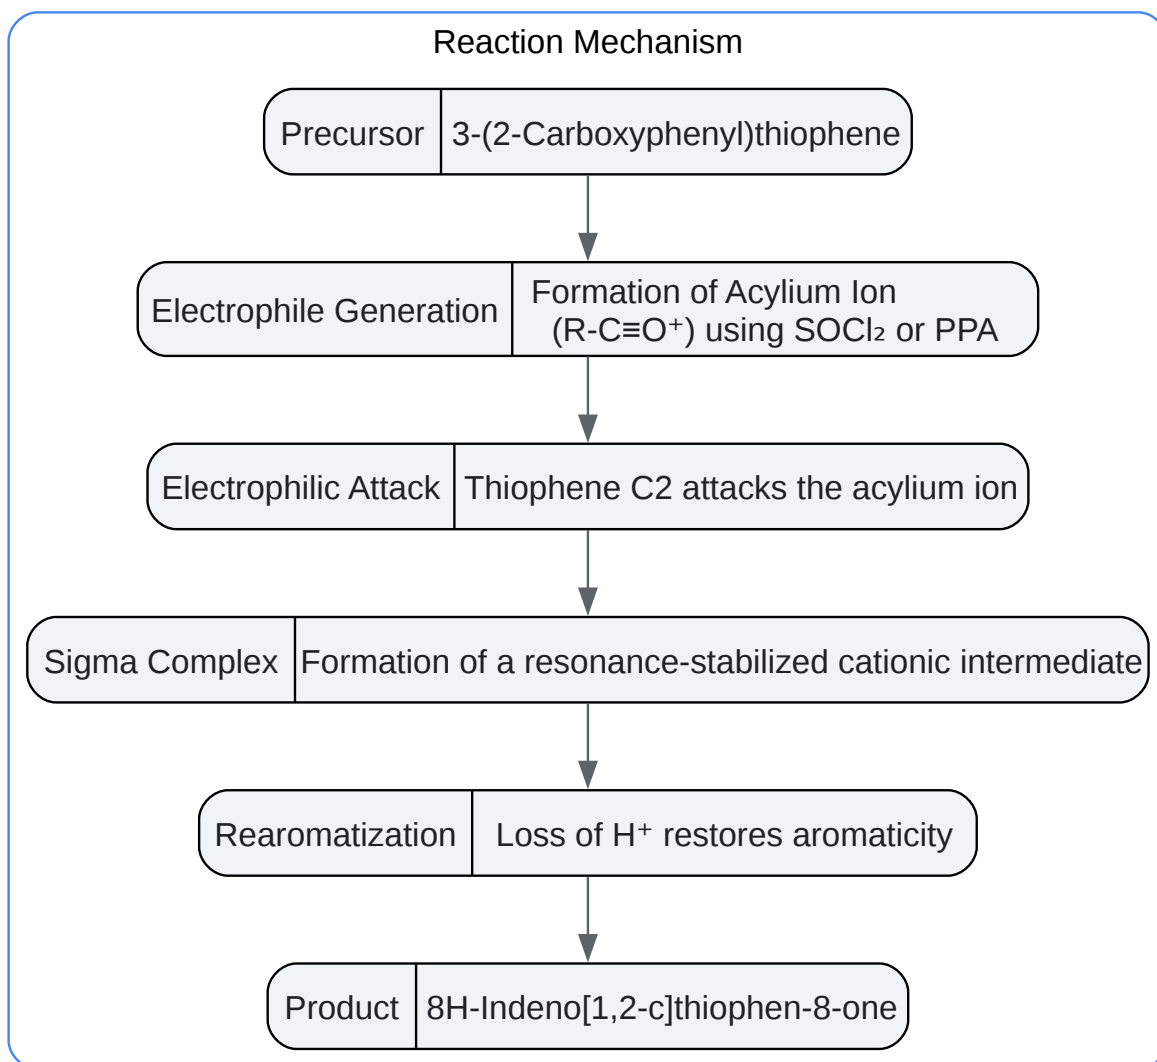 Reaction Mechanism
Precursor 3-(2-Carboxyphenyl)thiophene
Electrophile Generation
Formation of Acylium Ion
(R-C≡O⁺) using SOCl₂ or PPA
Electrophilic Attack Thiophene C2 attacks the acylium ion
Sigma Complex Formation of a resonance-stabilized cationic intermediate
Rearomatization Loss of H⁺ restores aromaticity
Product 8H-Indeno[1,2-c]thiophen-8-one